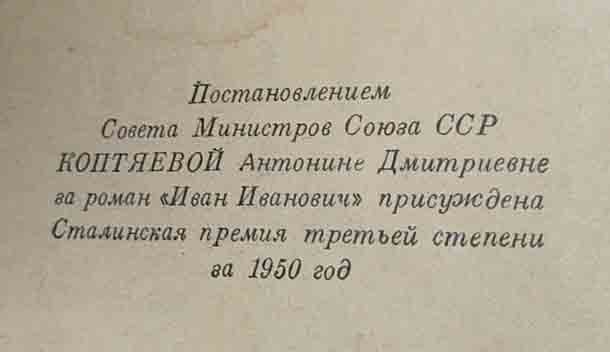 Постановлением
Совета Министров Союза ССР
КОПТЯЕВОЙ Антонине Дмитриевне
за роман «Иван Иванович» присуждена
Сталинская премия третьей степени
за 1950 год